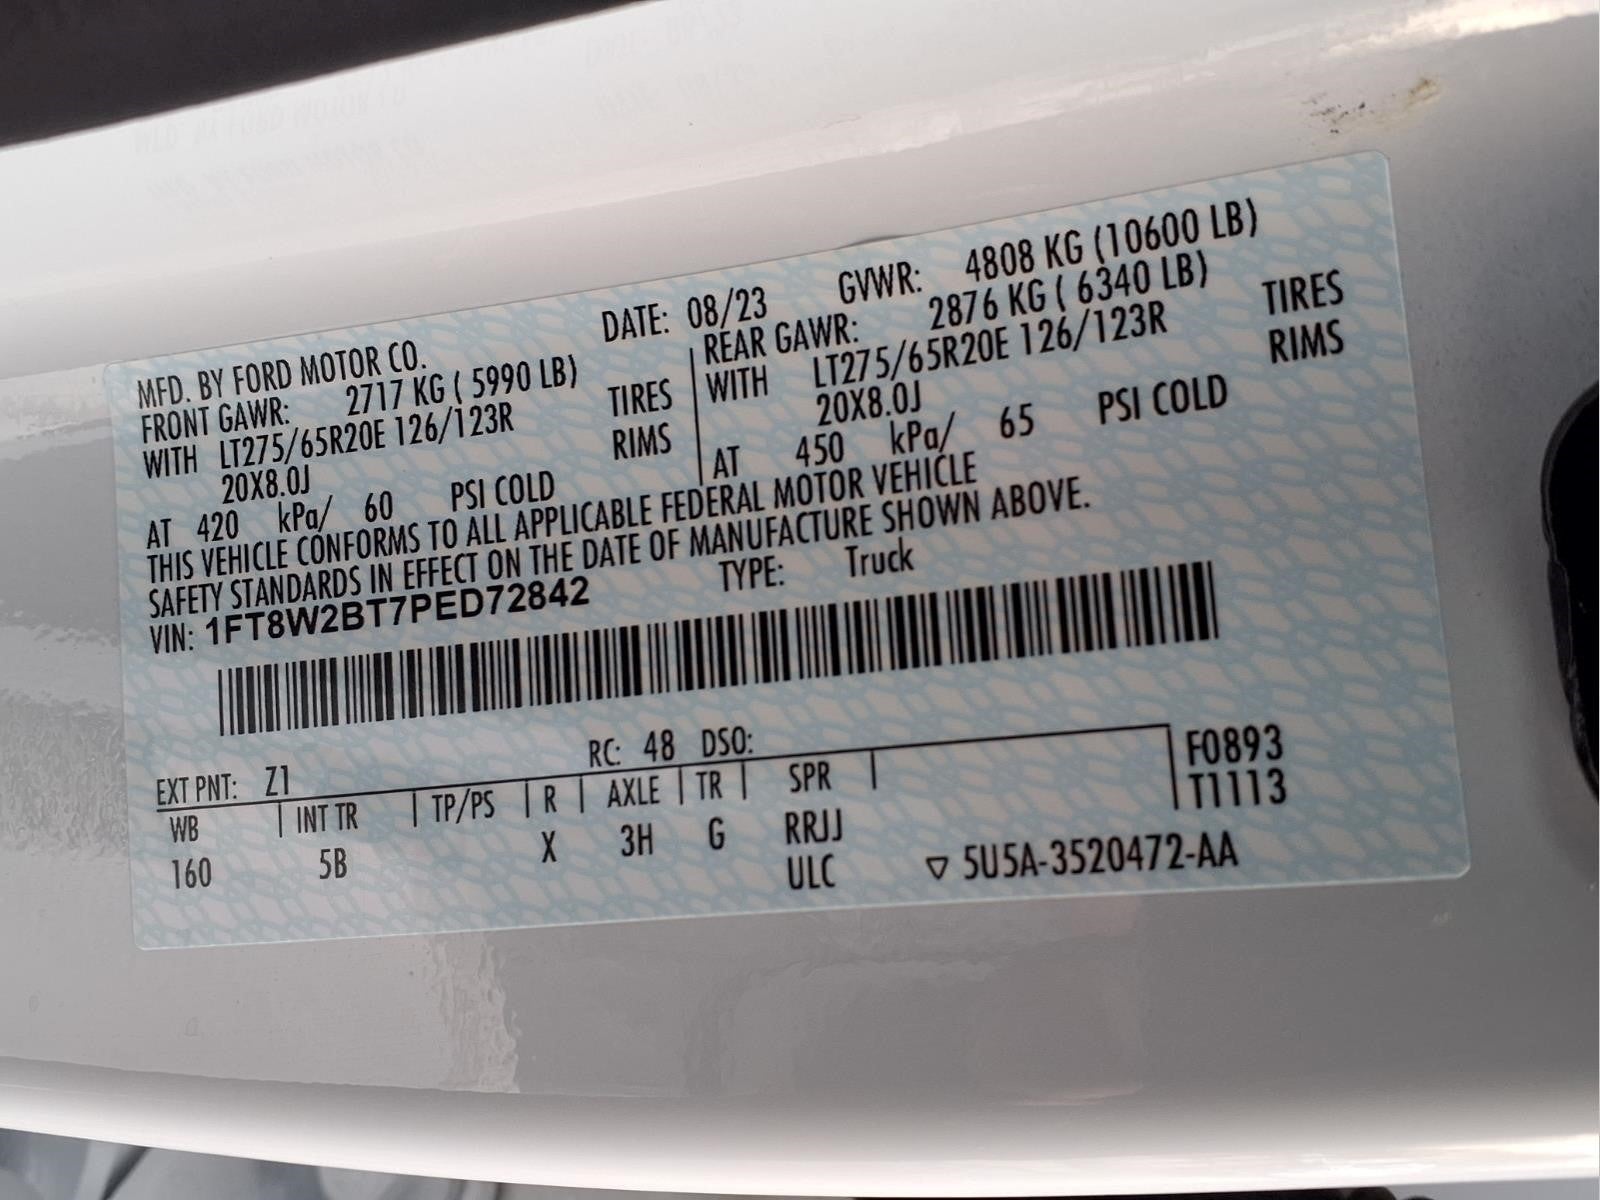 MFD. BY FORD MOTOR CO.
DATE: 08/23 GVWR: 4808 KG (10600 LB)
FRONT GAWR: 2717 KG ( 5990 LB)
WITH LT275/65R20E 126/123R TIRES
20X8.0J RIMS
AT 420 kPa/ 60 PSI COLD
REAR GAWR: 2876 KG ( 6340 LB)
WITH LT275/65R20E 126/123R TIRES
20X8.0J RIMS
AT 450 kPa/ 65 PSI COLD
THIS VEHICLE CONFORMS TO ALL APPLICABLE FEDERAL MOTOR VEHICLE
SAFETY STANDARDS IN EFFECT ON THE DATE OF MANUFACTURE SHOWN ABOVE.
VIN: 1FT8W2BT7PED72842 TYPE: Truck
EXT PNT: Z1 RC: 48 DSO:
WB INT TR TP/PS R AXLE TR SPR
160 5B X 3H G RRJJ
ULC
F0893
T1113
5U5A-3520472-AA